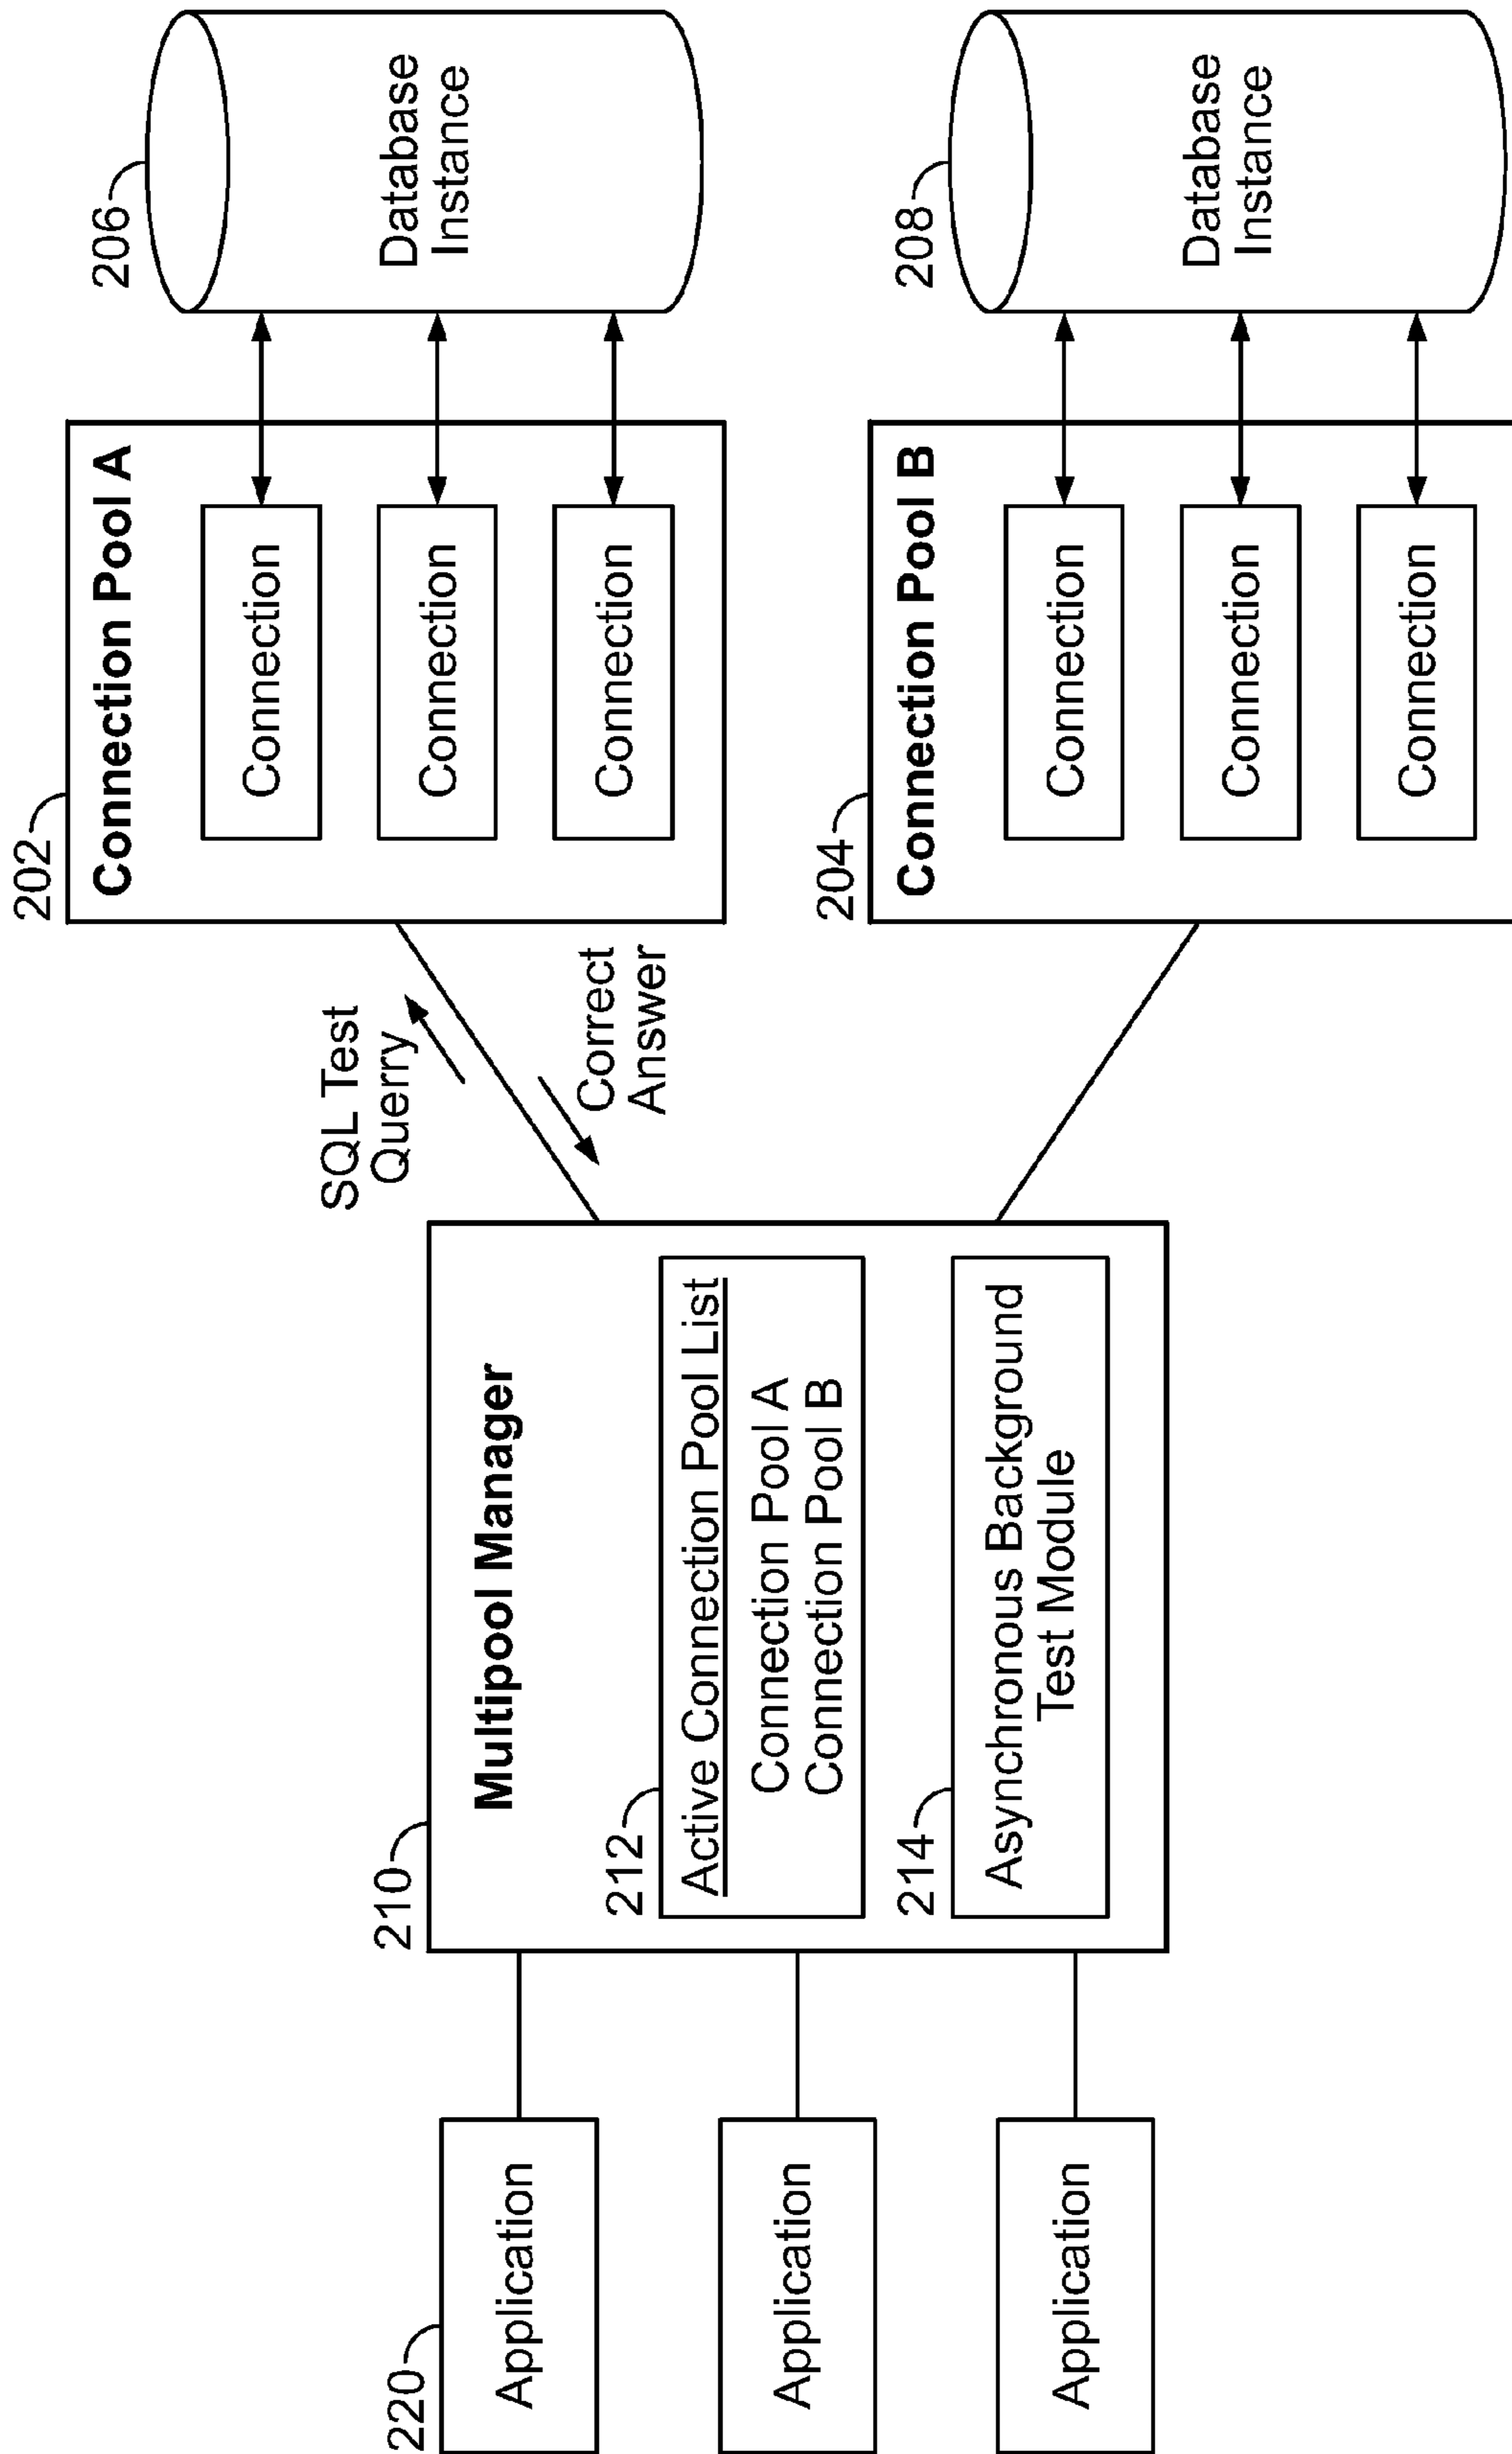 220
Application
Application
Application
210
Multipool Manager
212
Active Connection Pool List
Connection Pool A
Connection Pool B
214
Asynchronous Background
Test Module
SQL Test
Querry
Correct
Answer
202
Connection Pool A
Connection
Connection
Connection
206
Database
Instance
204
Connection Pool B
Connection
Connection
Connection
208
Database
Instance